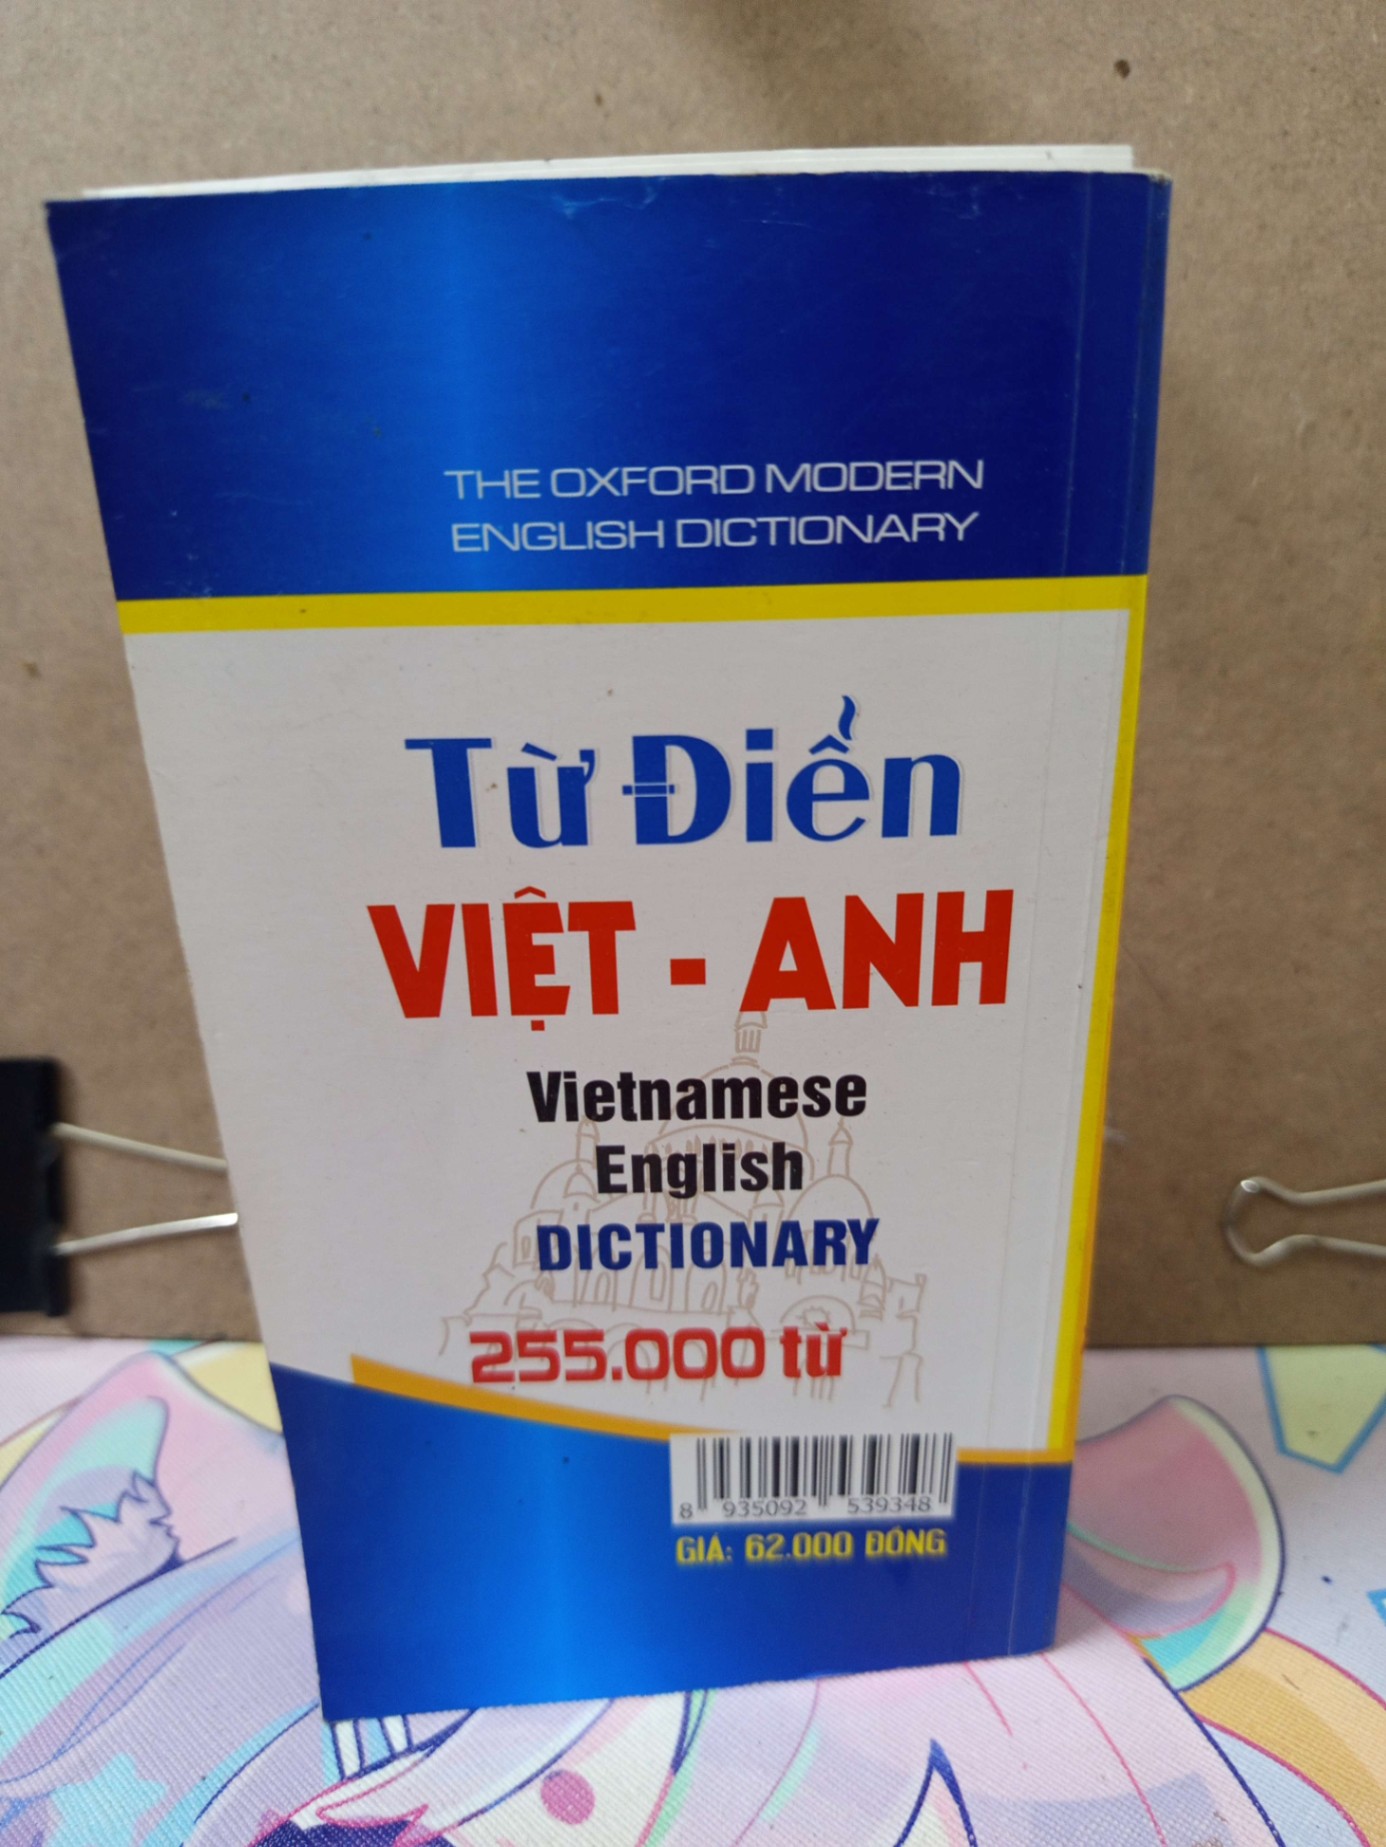 THE OXFORD MODERN
ENGLISH DICTIONARY
Từ Điển
VIỆT - ANH
Vietnamese
English
DICTIONARY
255.000 từ
8 935092 539348
GIÁ: 62.000 ĐỒNG